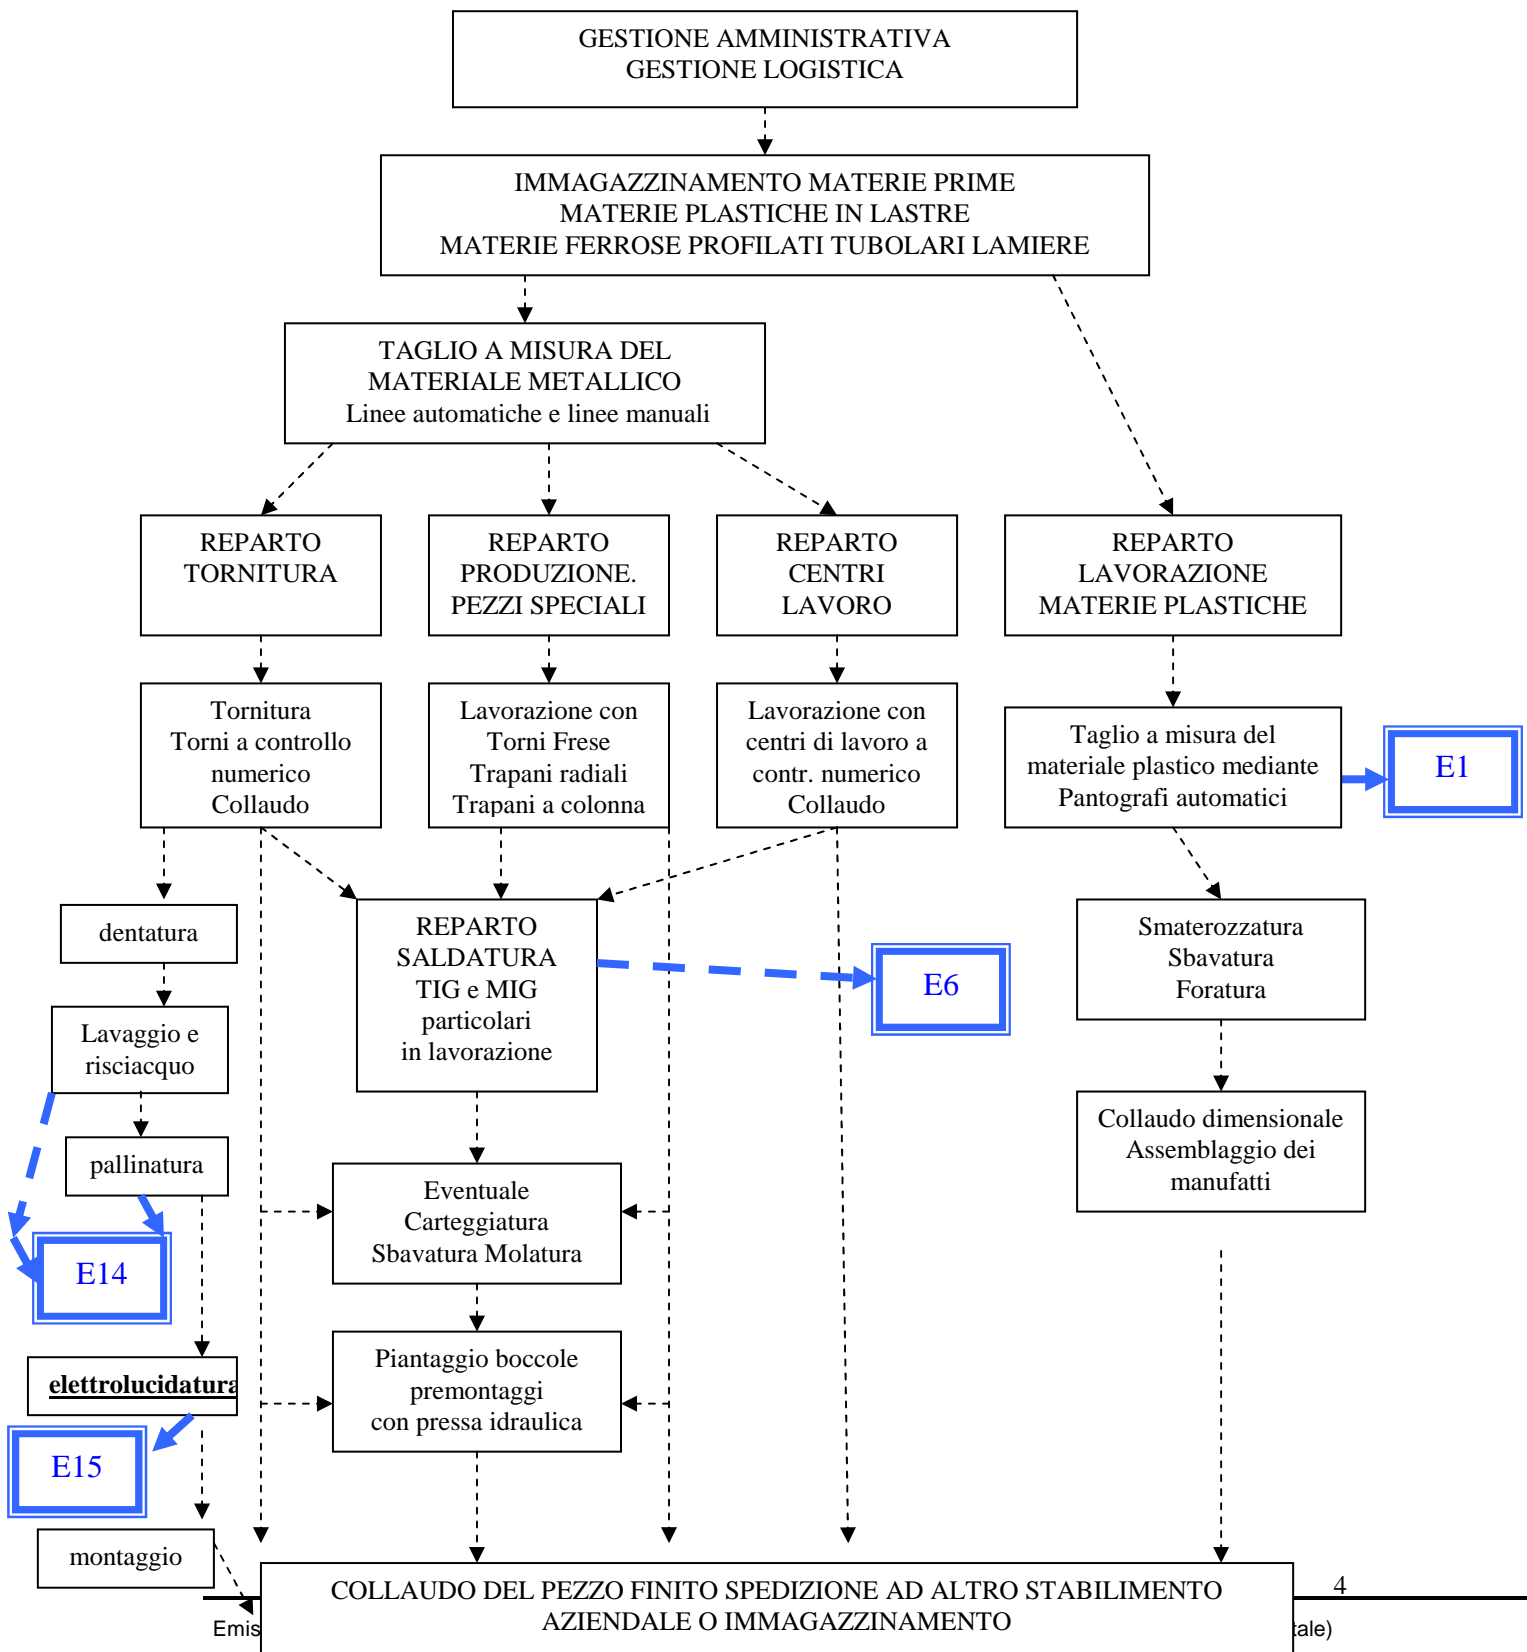 GESTIONE AMMINISTRATIVA
GESTIONE LOGISTICA
IMMAGAZZINAMENTO MATERIE PRIME
MATERIE PLASTICHE IN LASTRE
MATERIE FERROSE PROFILATI TUBOLARI LAMIERE
TAGLIO A MISURA DEL
MATERIALE METALLICO
Linee automatiche e linee manuali
REPARTO
TORNITURA
REPARTO
PRODUZIONE.
PEZZI SPECIALI
REPARTO
CENTRI
LAVORO
REPARTO
LAVORAZIONE
MATERIE PLASTICHE
Tornitura
Torni a controllo
numerico
Collaudo
Lavorazione con
Torni Frese
Trapani radiali
Trapani a colonna
Lavorazione con
centri di lavoro a
contr. numerico
Collaudo
Taglio a misura del
materiale plastico mediante
Pantografi automatici
E1
dentatura
REPARTO
SALDATURA
TIG e MIG
particolari
in lavorazione
E6
Smaterozzatura
Sbavatura
Foratura
Lavaggio e
risciacquo
Collaudo dimensionale
Assemblaggio dei
manufatti
pallinatura
Eventuale
Carteggiatura
Sbavatura Molatura
E14
Piantaggio boccole
premontaggi
con pressa idraulica
elettrolucidatura
E15
montaggio
COLLAUDO DEL PEZZO FINITO SPEDIZIONE AD ALTRO STABILIMENTO
AZIENDALE O IMMAGAZZINAMENTO
4
Emis
tale)